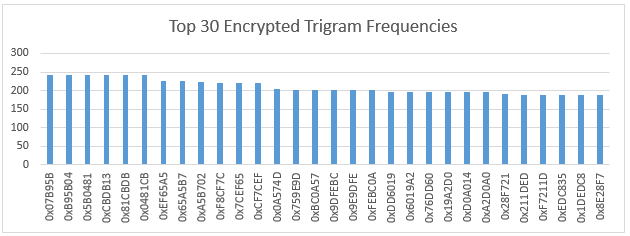 Top 30 Encrypted Trigram Frequencies
300
250
200
150
100
50
0
0x07B95B
0xB95B04
0x5B0481
0xCBDB13
0x81CBDB
0x0481CB
0xEF65A5
0x65A5B7
0xA5B702
0xF8CF7C
0x7CEF65
0xCF7CEF
0x0A574D
0x759E9D
0xBC0A57
0x9DFEBC
0x9E9DFE
0xFEBC0A
0xDD6019
0x6019A2
0x76DD60
0x19A2D0
0xD0A014
0xA2D0A0
0x28F721
0x211DED
0xF7211D
0xEDC835
0x1DEDC8
0x8E28F7